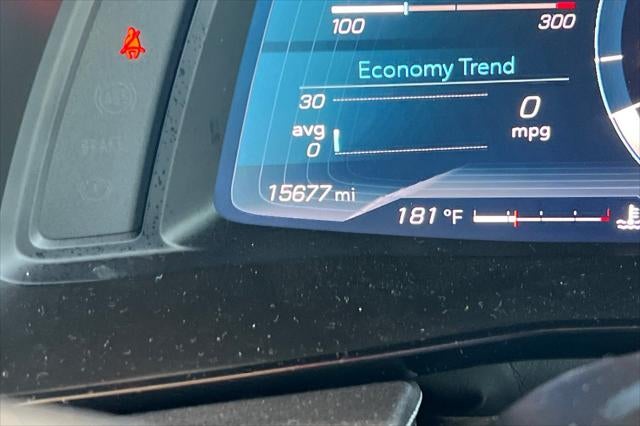 100 300
Economy Trend
30
0
avg
mpg
0
15677 mi
181 °F